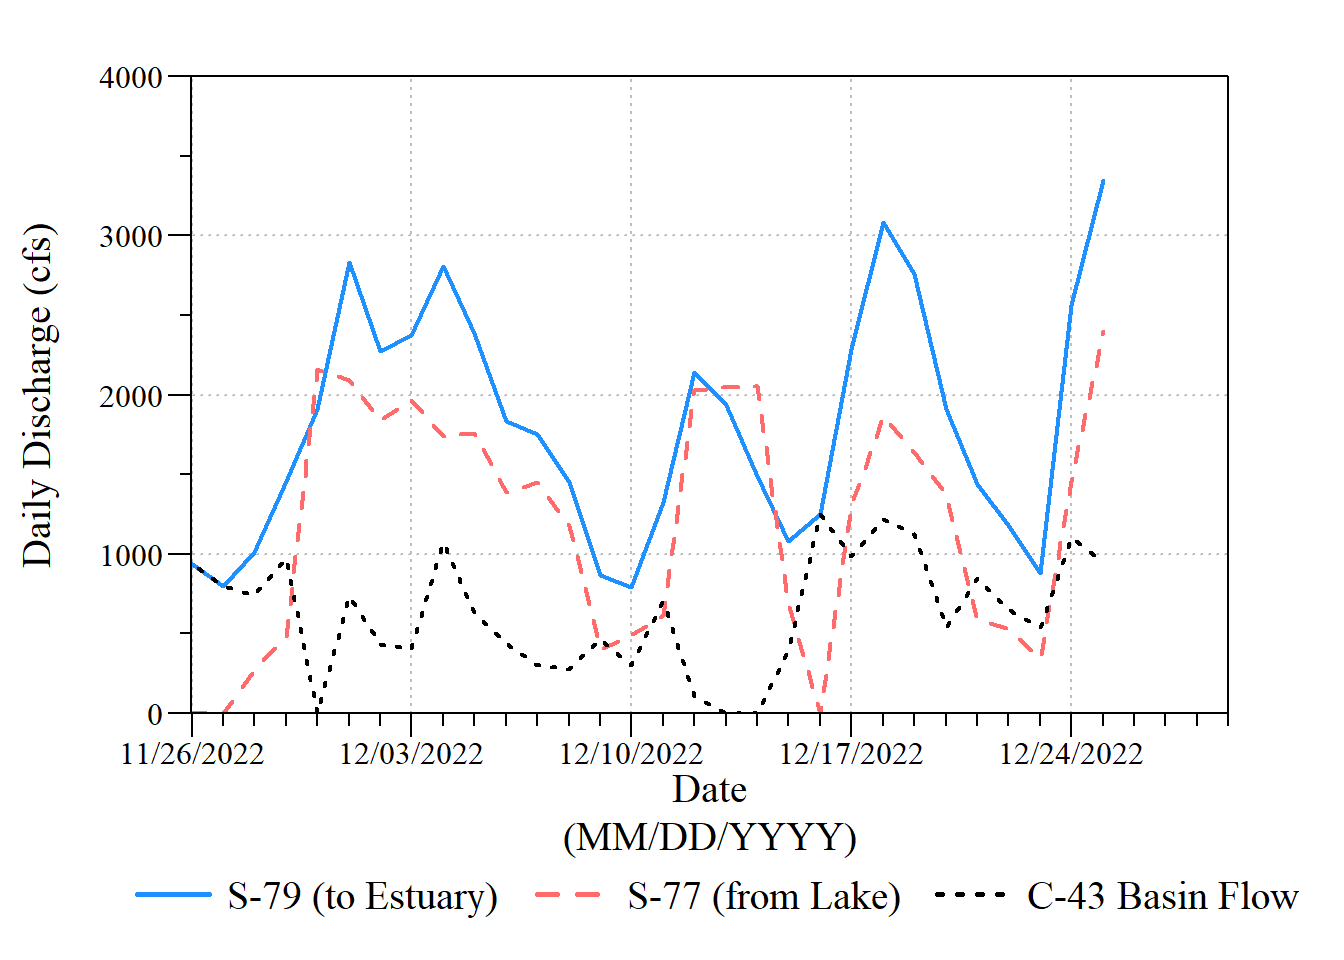 4000
3000
2000
1000
0
Daily Discharge (cfs)
11/26/2022 12/03/2022 12/10/2022 12/17/2022 12/24/2022
Date
(MM/DD/YYYY)
S-79 (to Estuary) S-77 (from Lake) C-43 Basin Flow